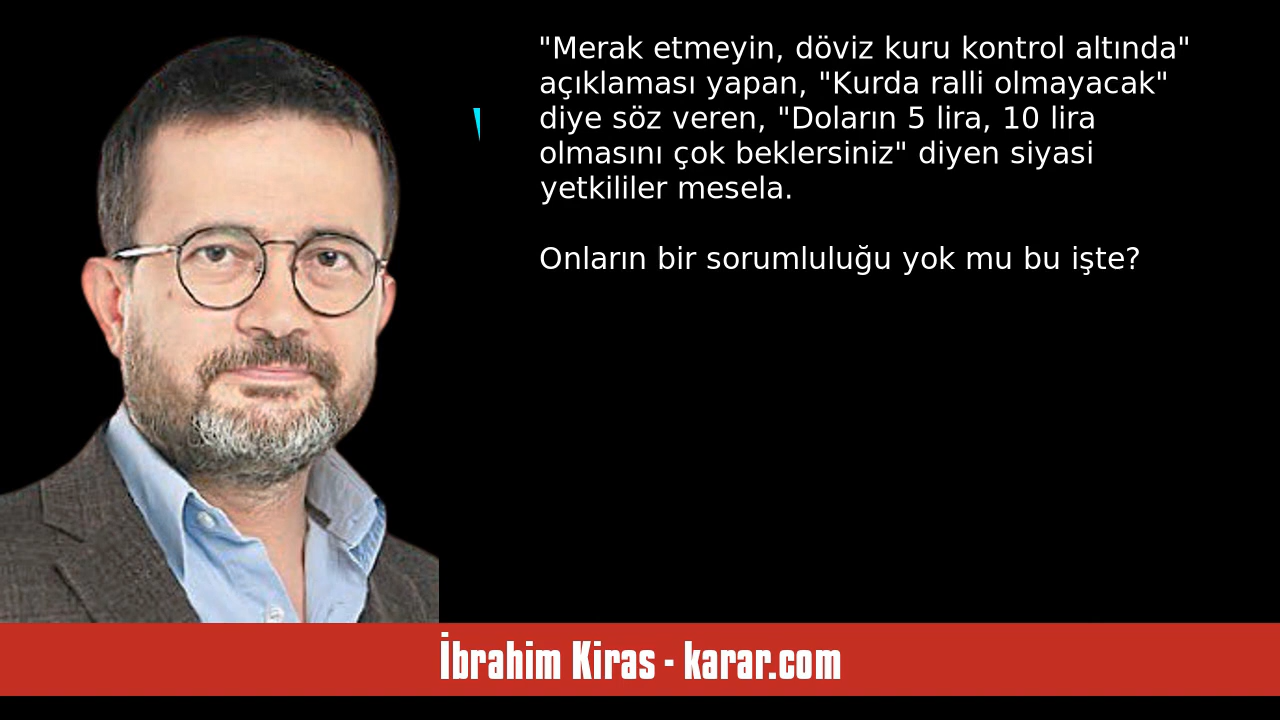 "Merak etmeyin, döviz kuru kontrol altında"
açıklaması yapan, "Kurda ralli olmayacak"
diye söz veren, "Doların 5 lira, 10 lira
olmasını çok beklersiniz" diyen siyasi
yetkililer mesela.
Onların bir sorumluluğu yok mu bu işte?
İbrahim Kiras - karar.com